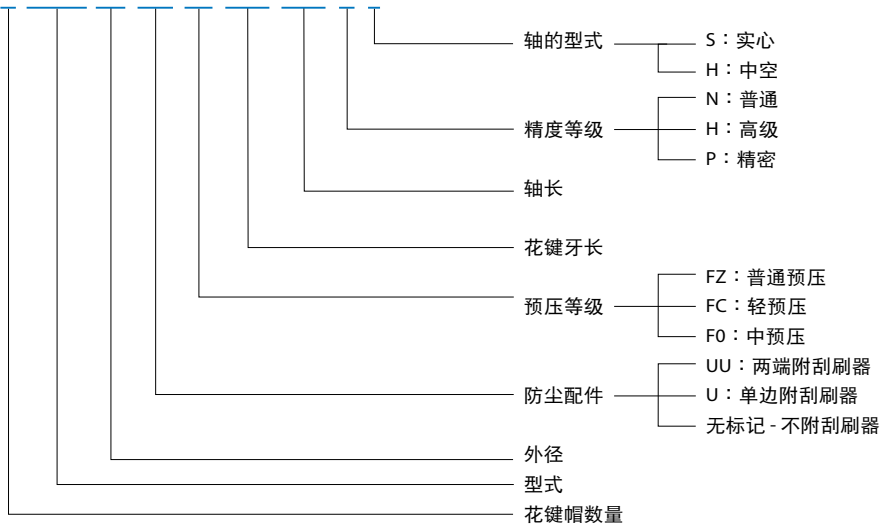 轴的型式
S：实心
H：中空
精度等级
N：普通
H：高级
P：精密
轴长
花键牙长
预压等级
FZ：普通预压
FC：轻预压
F0：中预压
防尘配件
UU：两端附刮刷器
U：单边附刮刷器
无标记 - 不附刮刷器
外径
型式
花键帽数量